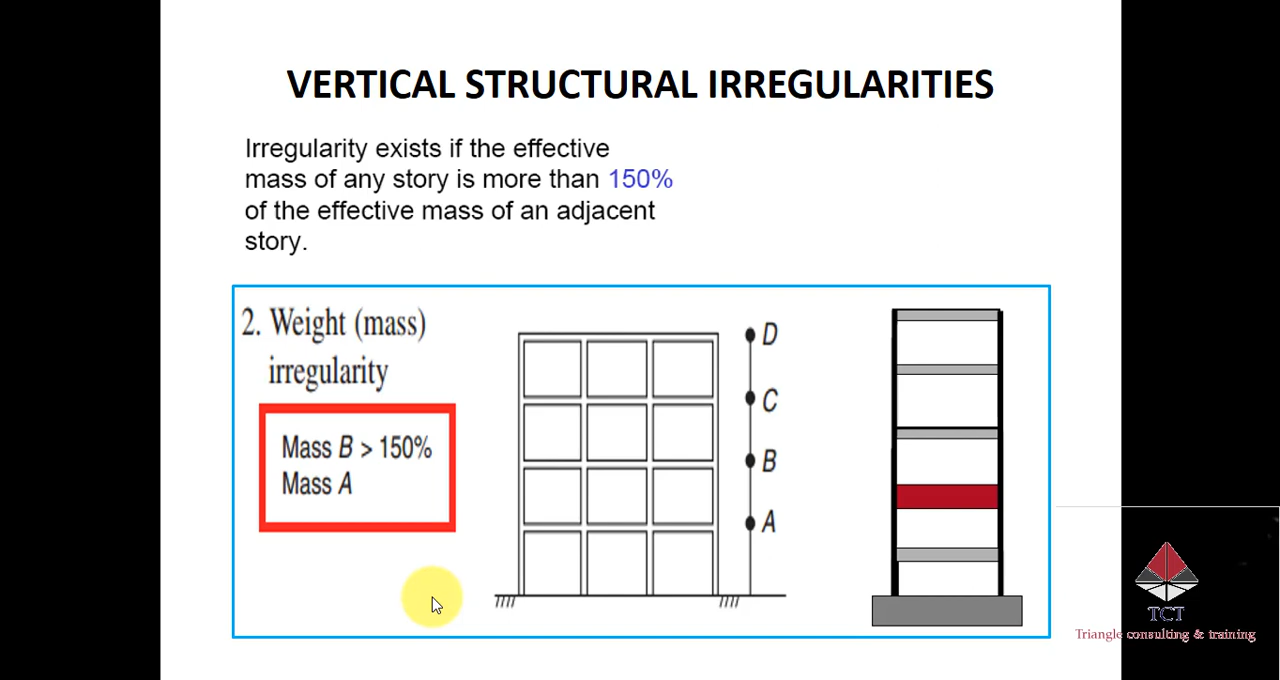 VERTICAL STRUCTURAL IRREGULARITIES
Irregularity exists if the effective
mass of any story is more than 150%
of the effective mass of an adjacent
story.
2. Weight (mass)
irregularity
Mass B > 150%
Mass A
D
C
B
A
TCT
Triangle consulting & training